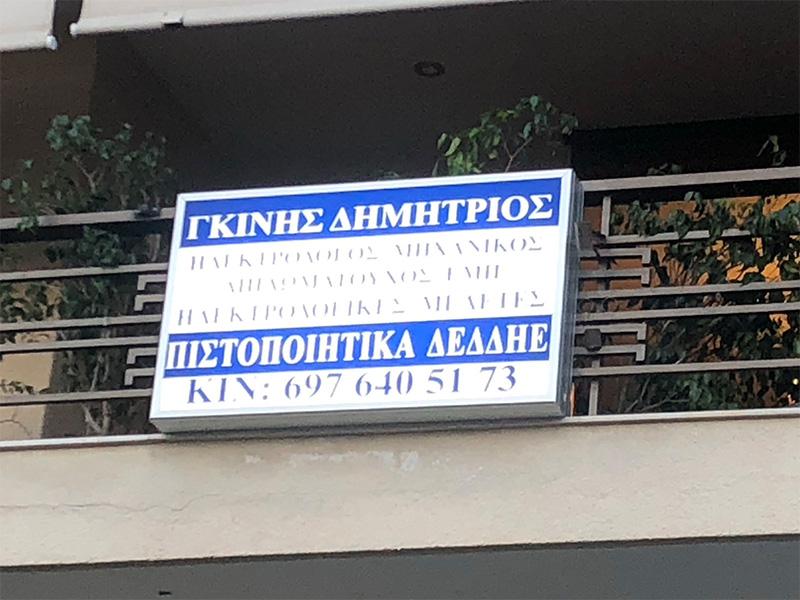 ΓΚΙΝΗΣ ΔΗΜΗΤΡΙΟΣ
ΗΛΕΚΤΡΟΛΟΓΟΣ ΜΗΧΑΝΙΚΟΣ
ΔΙΠΛΩΜΑΤΟΥΧΟΣ ΕΜΠ
ΗΛΕΚΤΡΟΛΟΓΙΚΕΣ ΜΕΛΕΤΕΣ
ΠΙΣΤΟΠΟΙΗΤΙΚΑ ΔΕΔΔΗΕ
ΚΙΝ: 697 640 51 73